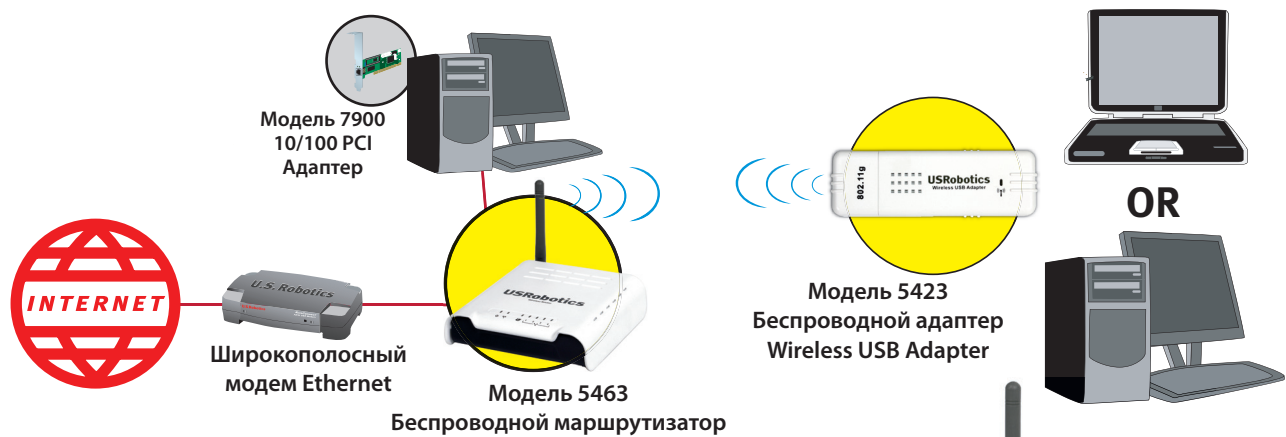 Модель 7900
10/100 PCI
Адаптер
INTERNET
U.S. Robotics
Широкополосный
модем Ethernet
USRobotics
Модель 5463
Беспроводной маршрутизатор
802.11g
USRobotics
Wireless USB Adapter
Модель 5423
Беспроводной адаптер
Wireless USB Adapter
OR